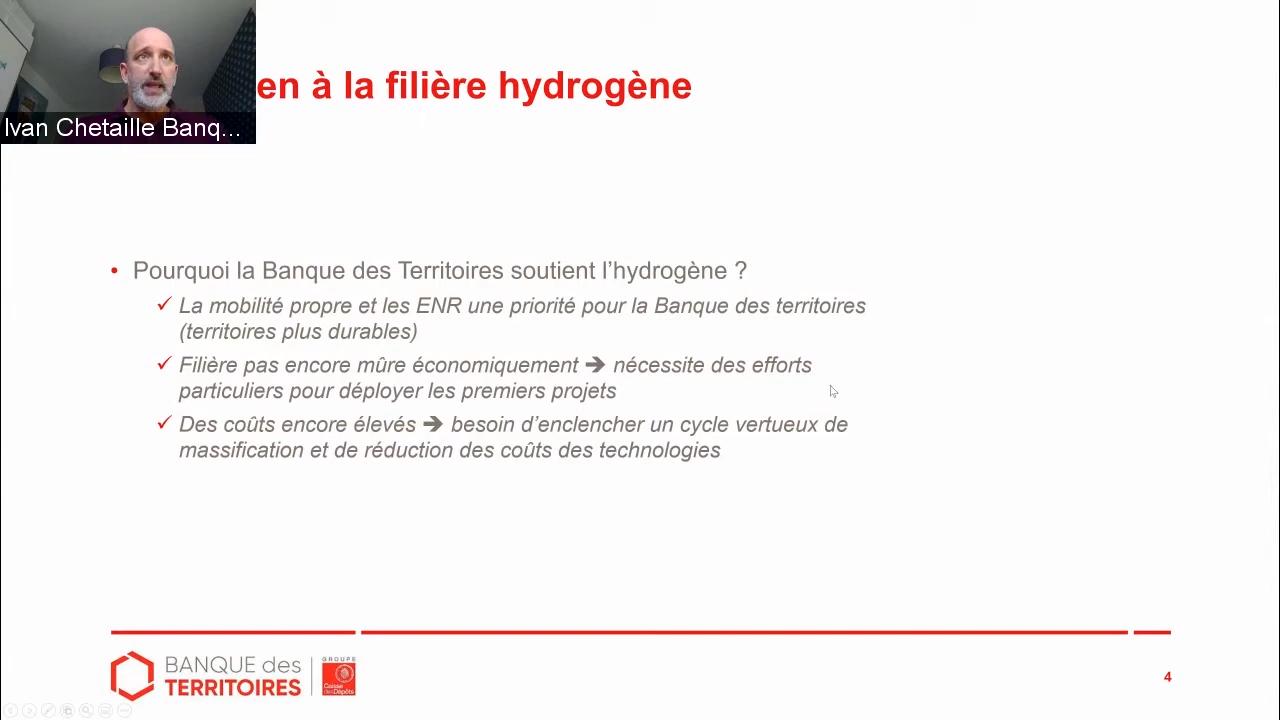 en à la filière hydrogène
Ivan Chetaille Banq...
• Pourquoi la Banque des Territoires soutient l’hydrogène ?
✓ La mobilité propre et les ENR une priorité pour la Banque des territoires
(territoires plus durables)
✓ Filière pas encore mûre économiquement ➔ nécessite des efforts
particuliers pour déployer les premiers projets
✓ Des coûts encore élevés ➔ besoin d’enclencher un cycle vertueux de
massification et de réduction des coûts des technologies
BANQUE des
TERRITOIRES
GROUPE
Caisse
des Dépôts
4